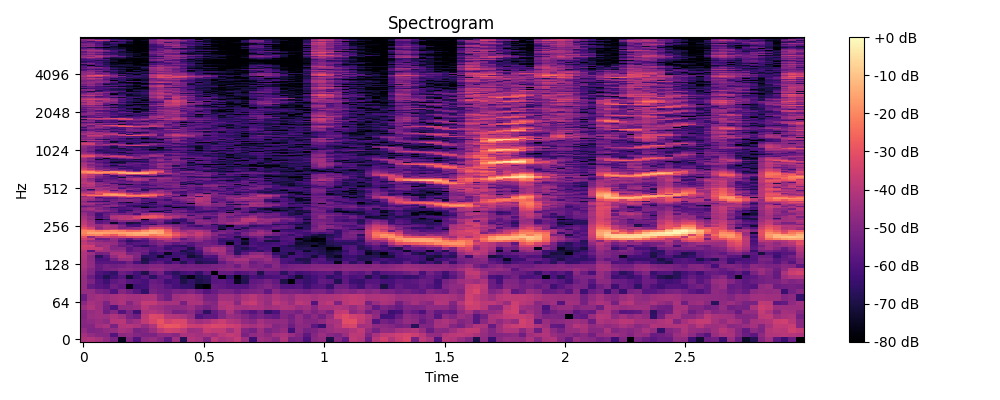 Spectrogram
4096
2048
1024
512
256
128
64
0
Hz
0
0.5
1
1.5
2
2.5
Time
+0 dB
-10 dB
-20 dB
-30 dB
-40 dB
-50 dB
-60 dB
-70 dB
-80 dB